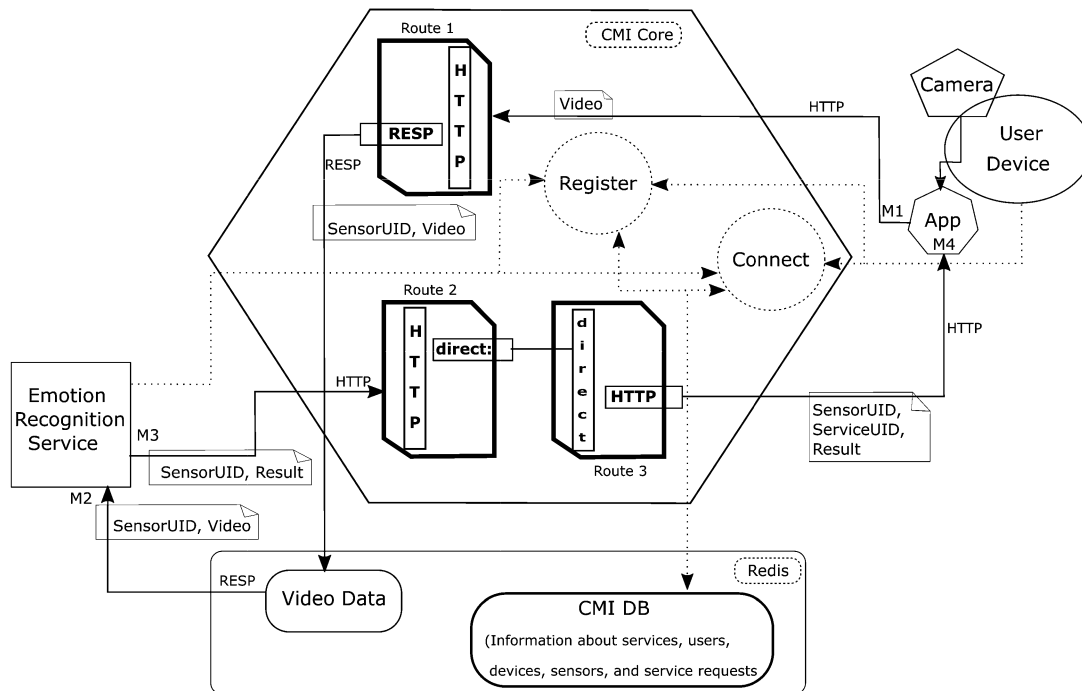 Route 1
CMI Core
H
T
T
P
RESP
Video
HTTP
Camera
User
Device
RESP
Register
M1
App
M4
SensorUID, Video
Connect
Route 2
Route 3
H
T
T
P
direct:
d
i
r
e
c
t
HTTP
HTTP
HTTP
Emotion
Recognition
Service
M3
SensorUID, Result
SensorUID,
ServiceUID,
Result
M2
SensorUID, Video
RESP
Redis
Video Data
CMI DB
(Information about services, users,
devices, sensors, and service requests